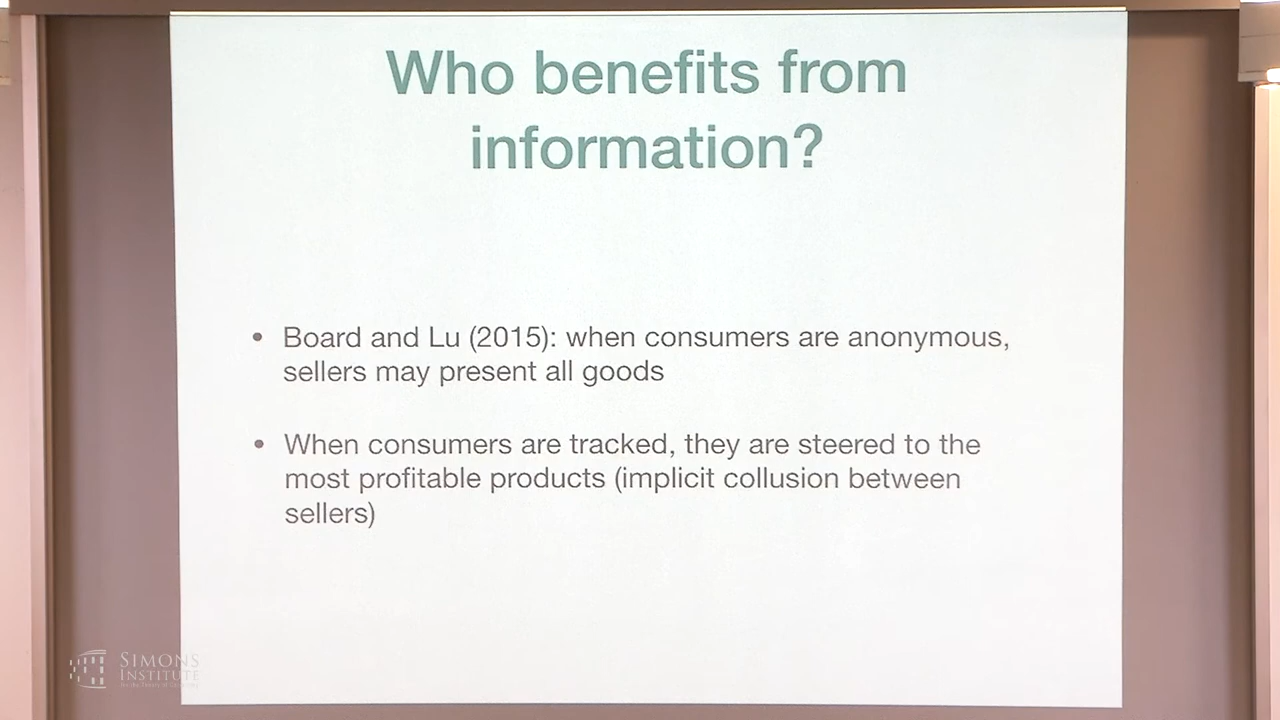 Who benefits from
information?
• Board and Lu (2015): when consumers are anonymous,
sellers may present all goods
• When consumers are tracked, they are steered to the
most profitable products (implicit collusion between
sellers)
SIMONS
INSTITUTE